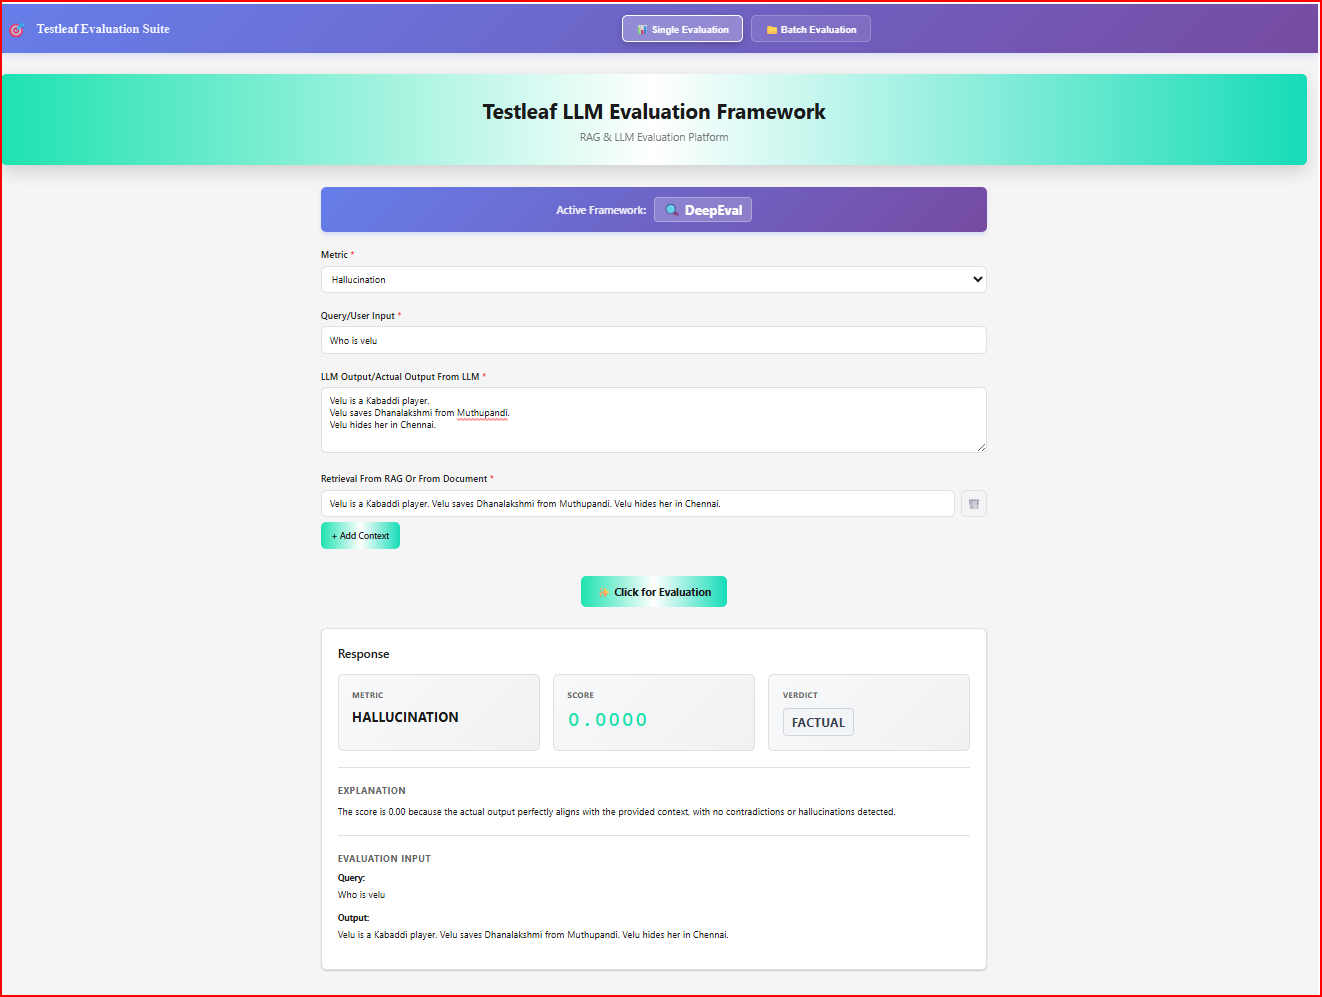 Testleaf Evaluation Suite
Single Evaluation
Batch Evaluation
Testleaf LLM Evaluation Framework
RAG & LLM Evaluation Platform
Active Framework:
DeepEval
Metric *
Hallucination
Query/User Input *
Who is velu
LLM Output/Actual Output From LLM *
Velu is a Kabaddi player.
Velu saves Dhanalakshmi from Muthupandi.
Velu hides her in Chennai.
Retrieval From RAG Or From Document *
Velu is a Kabaddi player. Velu saves Dhanalakshmi from Muthupandi. Velu hides her in Chennai.
+ Add Context
Click for Evaluation
Response
METRIC
HALLUCINATION
SCORE
0.0000
VERDICT
FACTUAL
EXPLANATION
The score is 0.00 because the actual output perfectly aligns with the provided context, with no contradictions or hallucinations detected.
EVALUATION INPUT
Query:
Who is velu
Output:
Velu is a Kabaddi player. Velu saves Dhanalakshmi from Muthupandi. Velu hides her in Chennai.